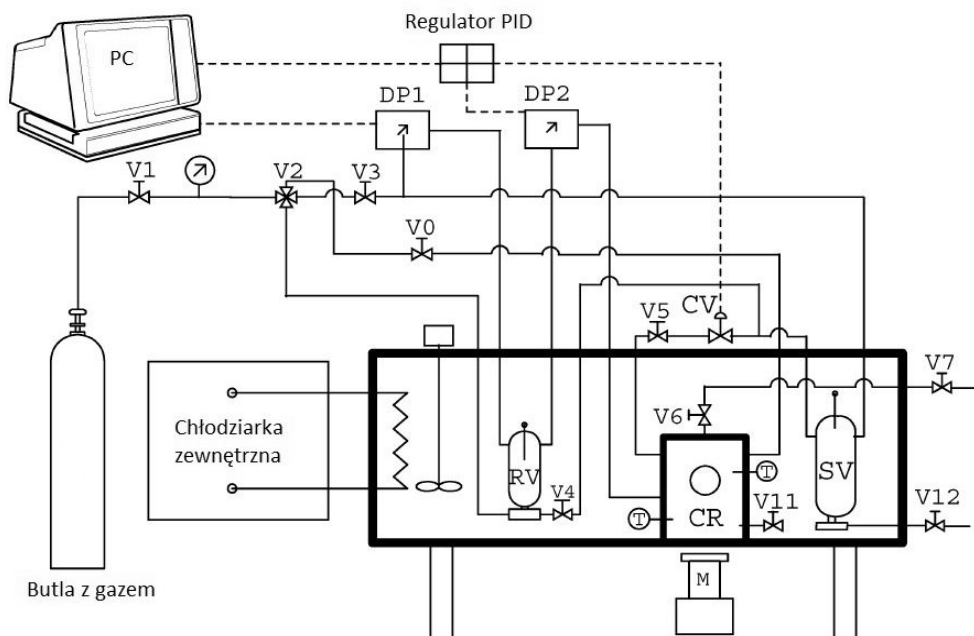 Regulator PID
PC
DP1
DP2
V1
V2
V3
V0
V5
CV
V7
V6
Chłodziarka
zewnętrzna
RV
V4
T
SV
T
CR
V11
V12
M
Butla z gazem